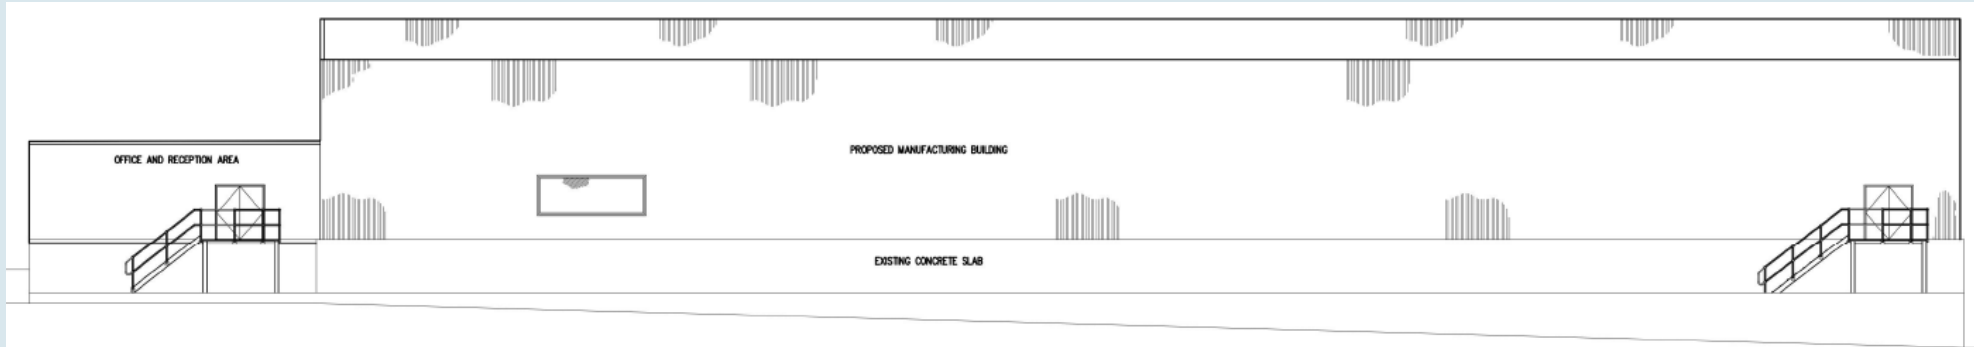 PROPOSED MANUFACTURING BUILDING
OFFICE AND RECEPTION AREA
EXISTING CONCRETE SLAB